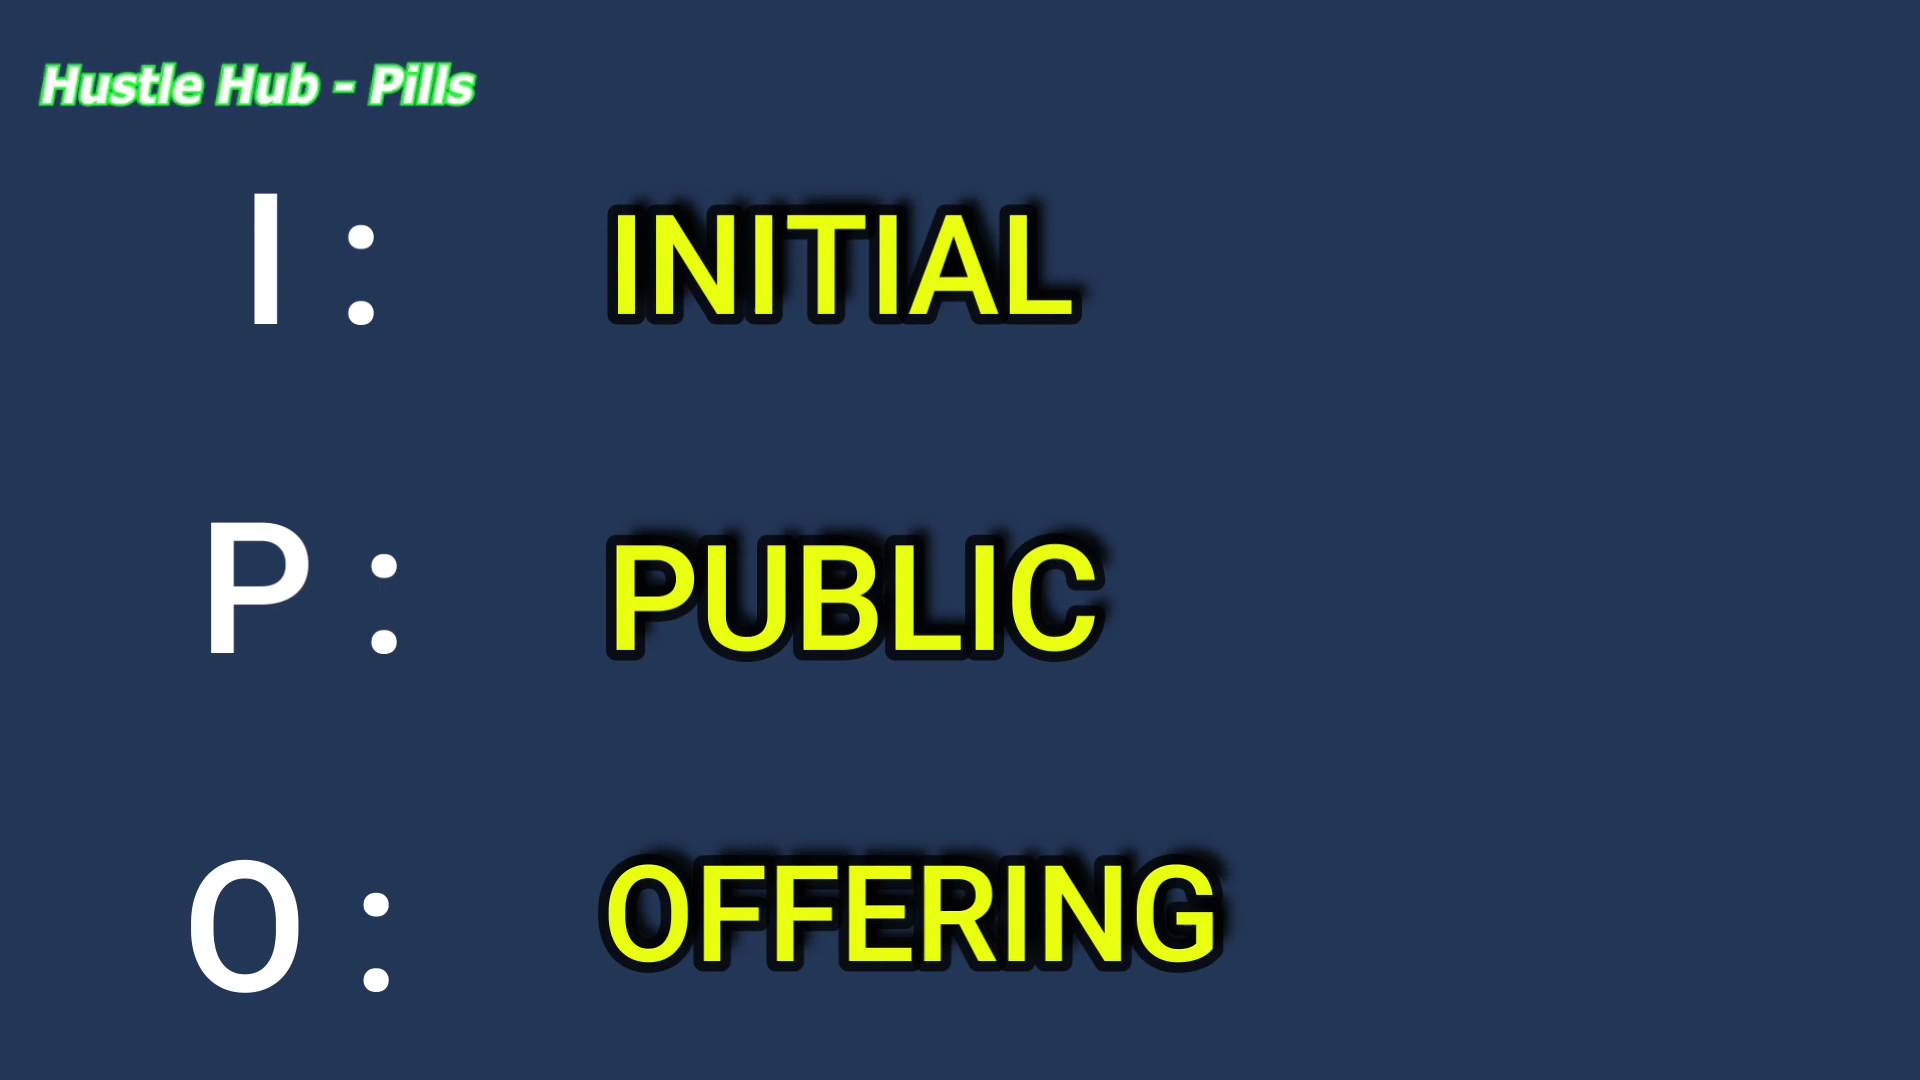 Hustle Hub - Pills
I : INITIAL
P : PUBLIC
O : OFFERING